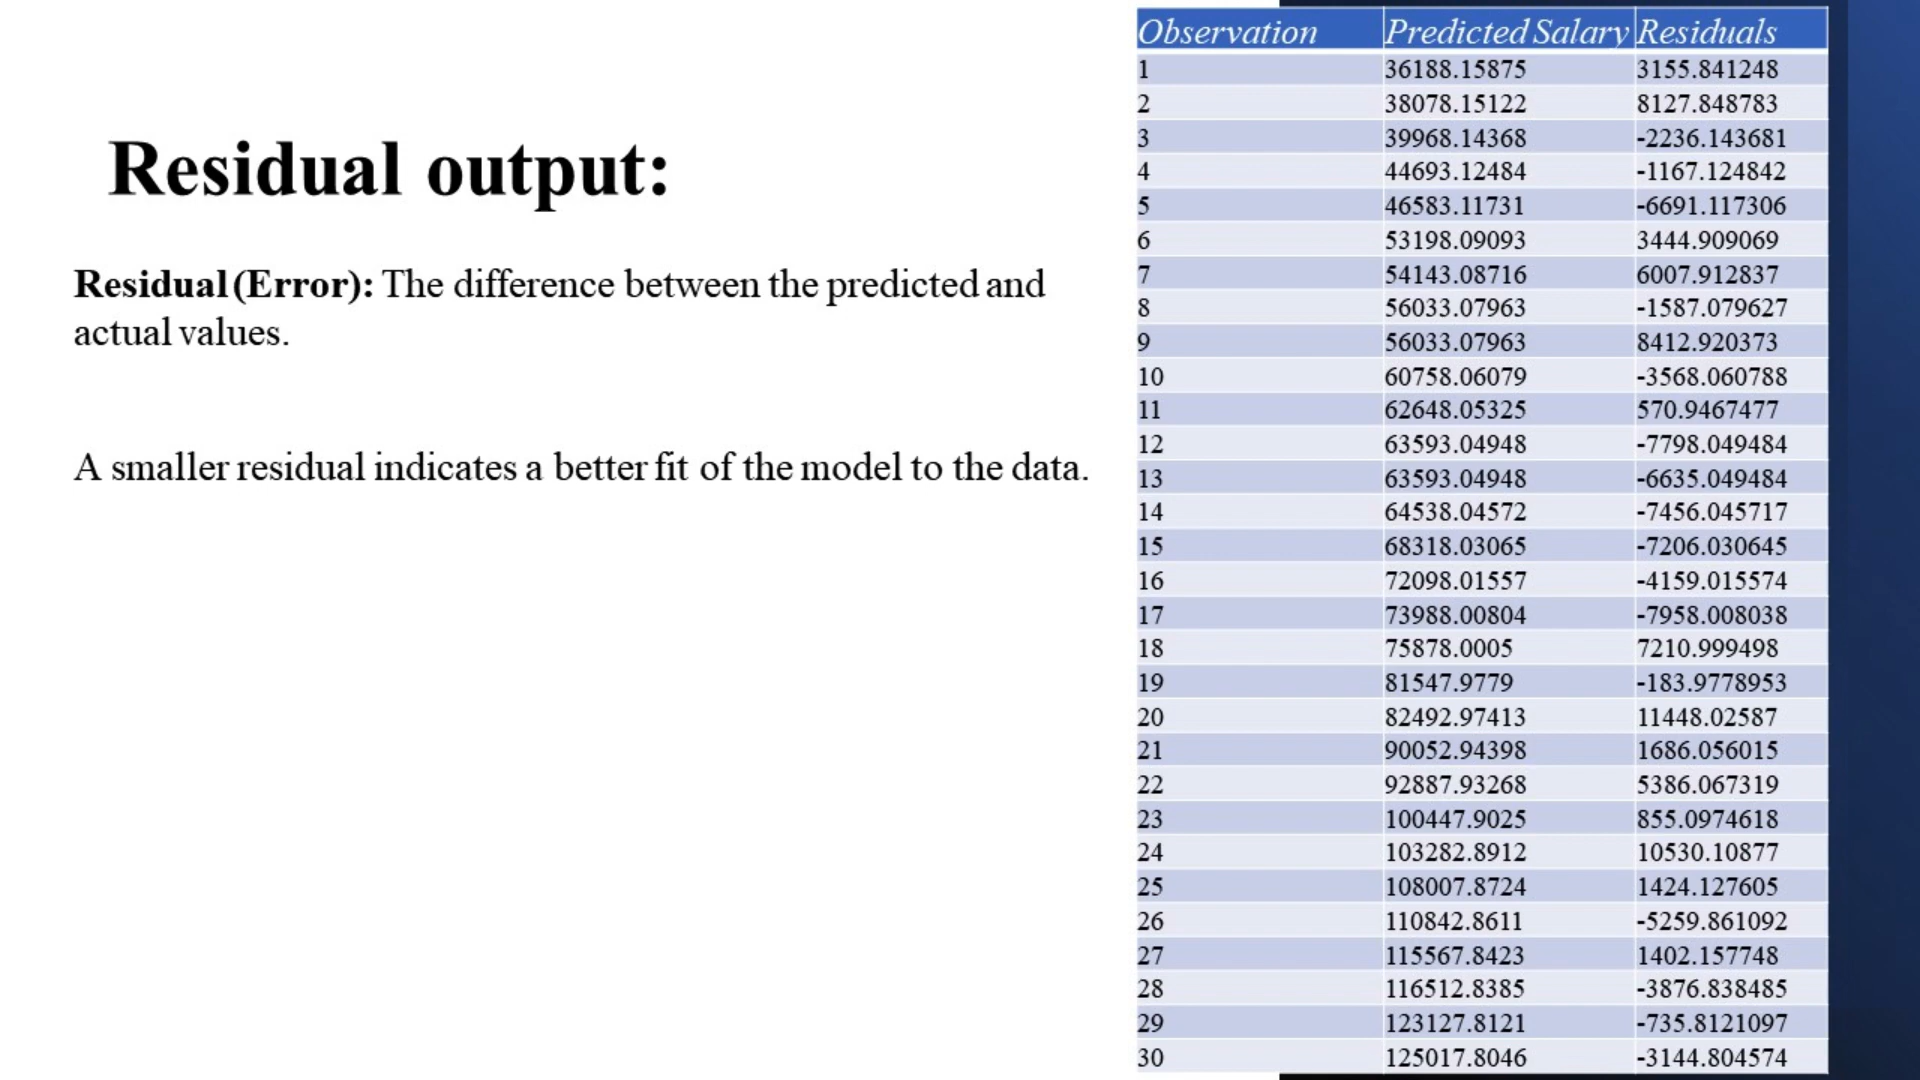 Residual output:
Residual (Error): The difference between the predicted and
actual values.
A smaller residual indicates a better fit of the model to the data.
Observation Predicted Salary Residuals
1 36188.15875 3155.841248
2 38078.15122 8127.848783
3 39968.14368 -2236.143681
4 44693.12484 -1167.124842
5 46583.11731 -6691.117306
6 53198.09093 3444.909069
7 54143.08716 6007.912837
8 56033.07963 -1587.079627
9 56033.07963 8412.920373
10 60758.06079 -3568.060788
11 62648.05325 570.9467477
12 63593.04948 -7798.049484
13 63593.04948 -6635.049484
14 64538.04572 -7456.045717
15 68318.03065 -7206.030645
16 72098.01557 -4159.015574
17 73988.00804 -7958.008038
18 75878.0005 7210.999498
19 81547.9779 -183.9778953
20 82492.97413 11448.02587
21 90052.94398 1686.056015
22 92887.93268 5386.067319
23 100447.9025 855.0974618
24 103282.8912 10530.10877
25 108007.8724 1424.127605
26 110842.8611 -5259.861092
27 115567.8423 1402.157748
28 116512.8385 -3876.838485
29 123127.8121 -735.8121097
30 125017.8046 -3144.804574